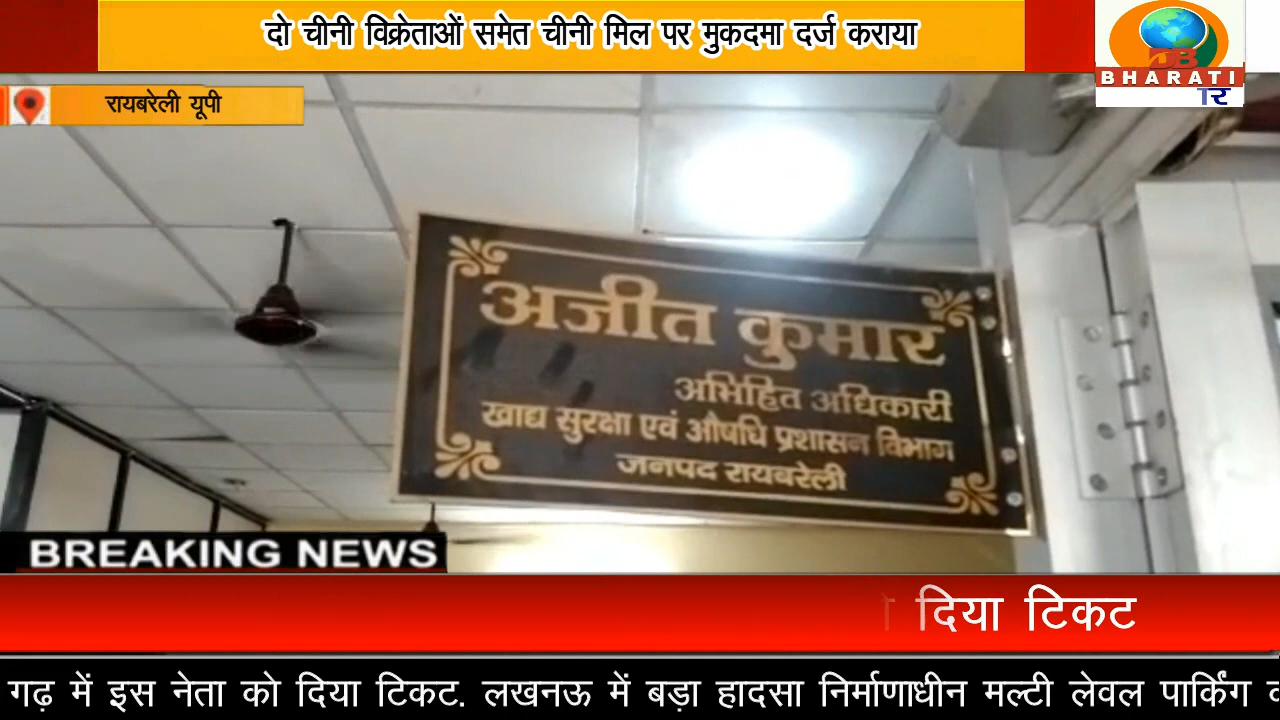 दो चीनी विक्रेताओं समेत चीनी मिल पर मुकदमा दर्ज कराया
BHARATI
रायबरेली यूपी
अजीत कुमार
अभिहित अधिकारी
खाद्य सुरक्षा एवं औषधि प्रशासन विभाग
जनपद रायबरेली
BREAKING NEWS
दिया टिकट
गढ़ में इस नेता को दिया टिकट. लखनऊ में बड़ा हादसा निर्माणाधीन मल्टी लेवल पार्किंग